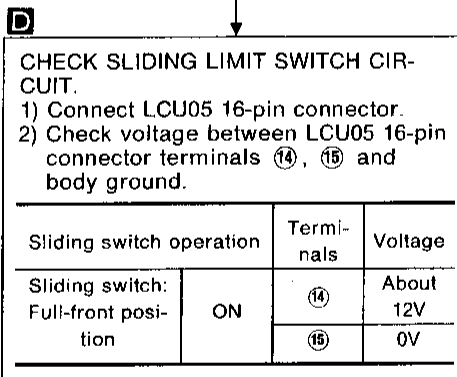 D
CHECK SLIDING LIMIT SWITCH CIR-
CUIT.
1) Connect LCU05 16-pin connector.
2) Check voltage between LCU05 16-pin
connector terminals ⑭, ⑮ and
body ground.
Sliding switch operation
Termi-
nals
Voltage
Sliding switch:
Full-front posi-
tion
ON
⑭
About
12V
⑮
0V